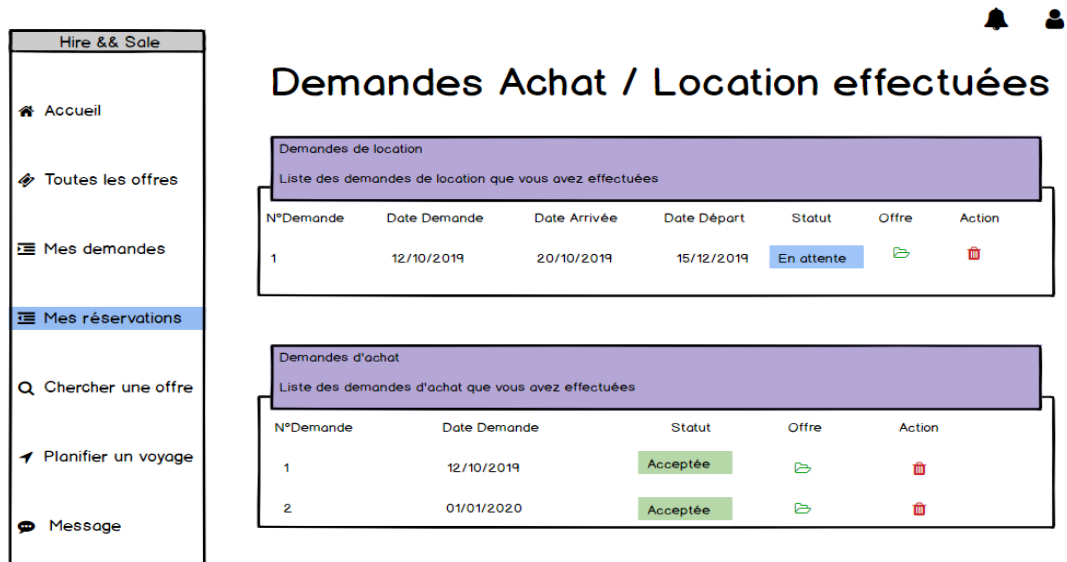 Hire && Sale
Accueil
Toutes les offres
Mes demandes
Mes réservations
Chercher une offre
Planifier un voyage
Message
Demandes Achat / Location effectuées
Demandes de location
Liste des demandes de location que vous avez effectuées
N°Demande Date Demande Date Arrivée Date Départ Statut Offre Action
1 12/10/2019 20/10/2019 15/12/2019 En attente
Demandes d'achat
Liste des demandes d'achat que vous avez effectuées
N°Demande Date Demande Statut Offre Action
1 12/10/2019 Acceptée
2 01/01/2020 Acceptée